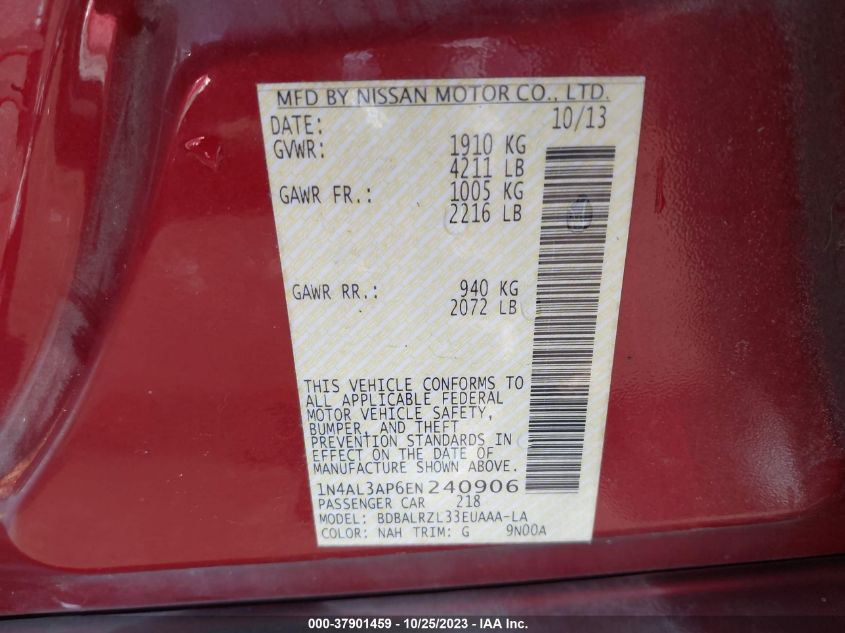 MFD BY NISSAN MOTOR CO., LTD.
DATE: 10/13
GVWR: 1910 KG
4211 LB
GAWR FR.: 1005 KG
2216 LB
GAWR RR.: 940 KG
2072 LB
THIS VEHICLE CONFORMS TO
ALL APPLICABLE FEDERAL
MOTOR VEHICLE SAFETY,
BUMPER, AND THEFT
PREVENTION STANDARDS IN
EFFECT ON THE DATE OF
MANUFACTURE SHOWN ABOVE.
1N4AL3AP6EN240906
PASSENGER CAR 218
MODEL: BDBALRZL33EUAAA-LA
COLOR: NAH TRIM: G 9N00A
000-37901459 - 10/25/2023 - IAA Inc.